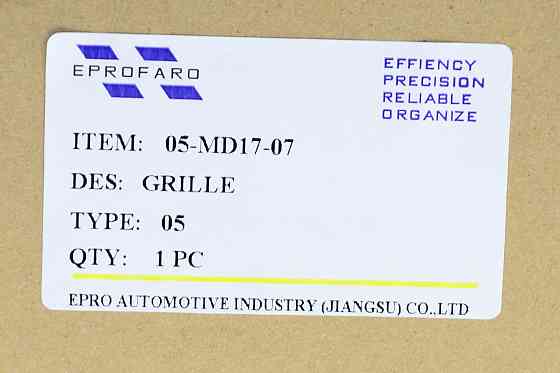 EPROFARO
EFFIENCY
PRECISION
RELIABLE
ORGANIZE
ITEM: 05-MD17-07
DES: GRILLE
TYPE: 05
QTY: 1 PC
EPRO AUTOMOTIVE INDUSTRY (JIANGSU) CO.,LTD